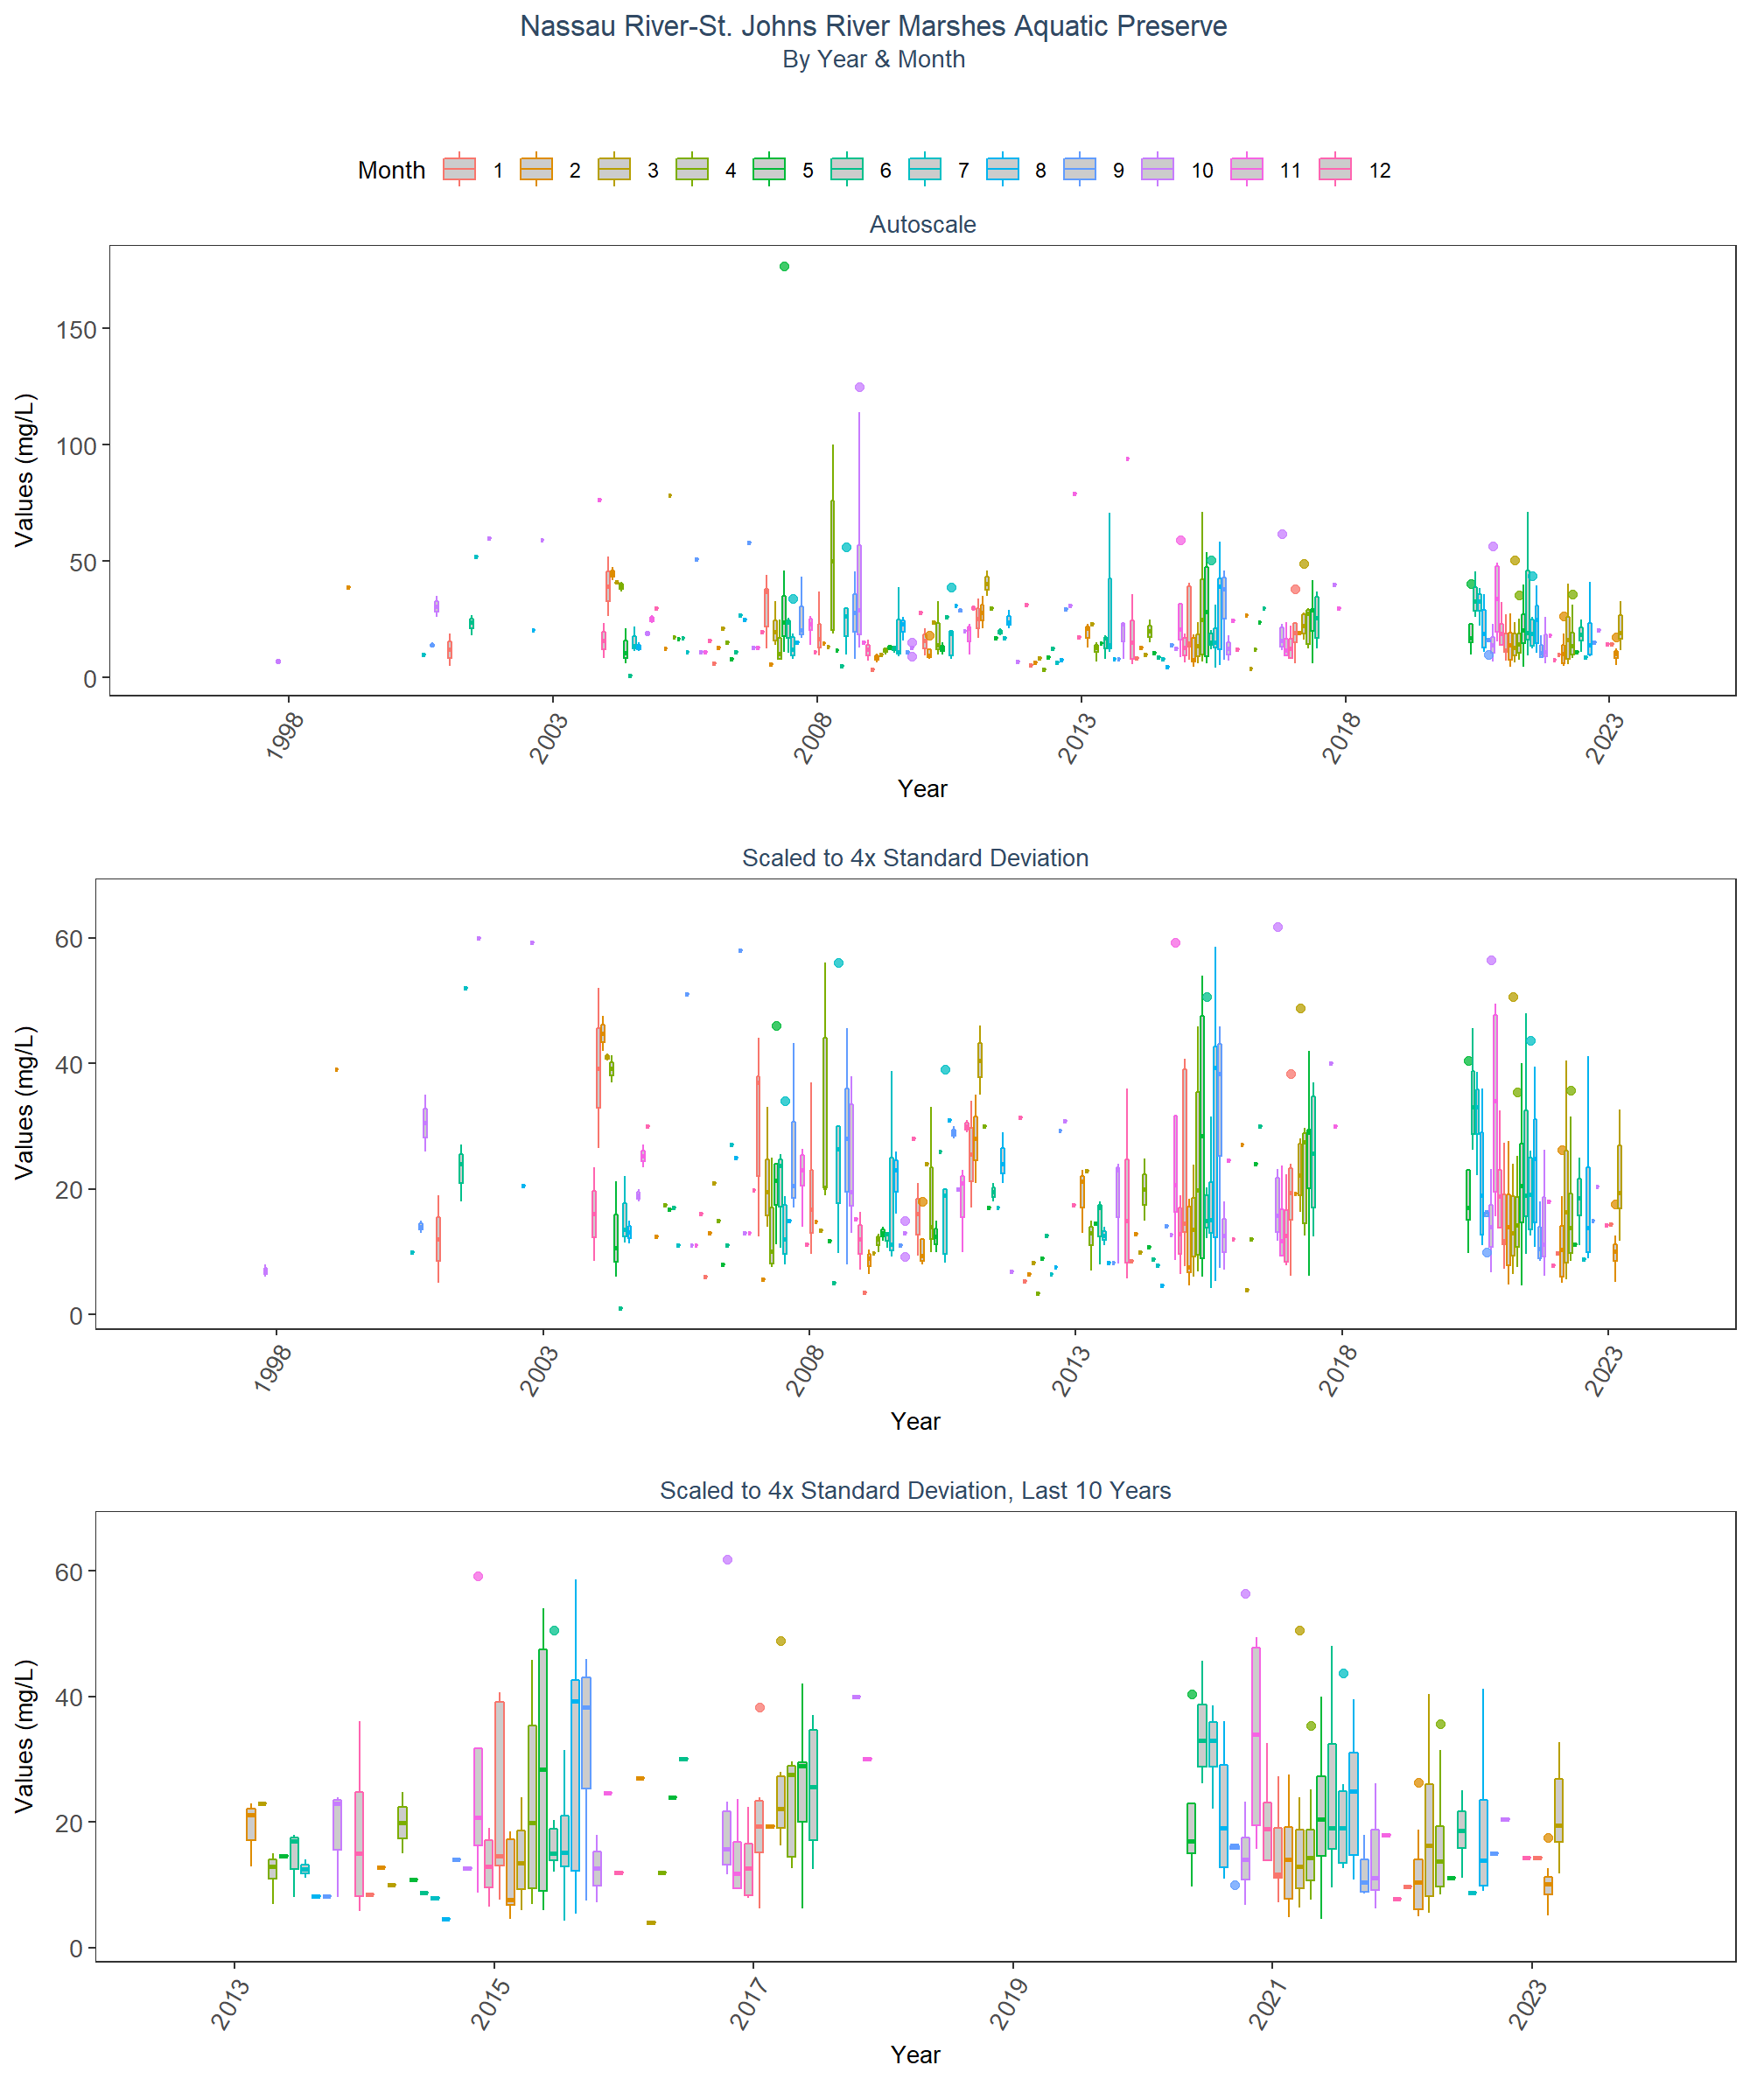 Nassau River-St. Johns River Marshes Aquatic Preserve
By Year & Month
Month 1 2 3 4 5 6 7 8 9 10 11 12
Autoscale
Values (mg/L)
150
100
50
0
1998 2003 2008 2013 2018 2023
Year
Scaled to 4x Standard Deviation
Values (mg/L)
60
40
20
0
1998 2003 2008 2013 2018 2023
Year
Scaled to 4x Standard Deviation, Last 10 Years
Values (mg/L)
60
40
20
0
2013 2015 2017 2019 2021 2023
Year